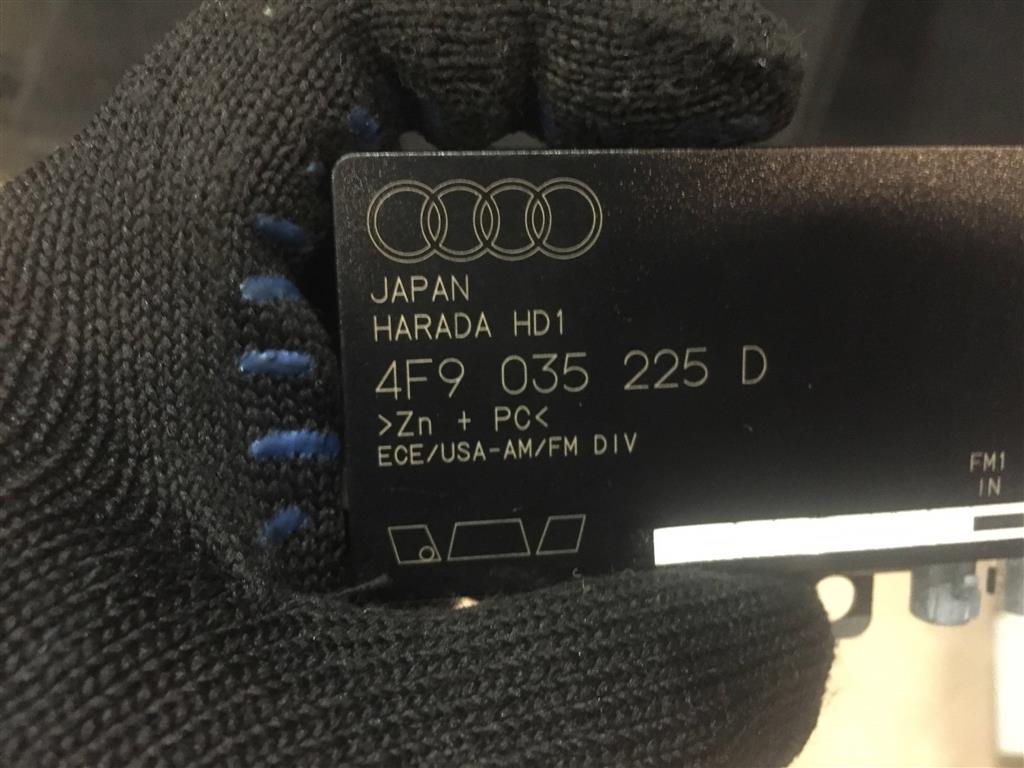 JAPAN
HARADA HD1
4F9 035 225 D
>Zn + PC<
ECE/USA-AM/FM DIV
FM1
IN